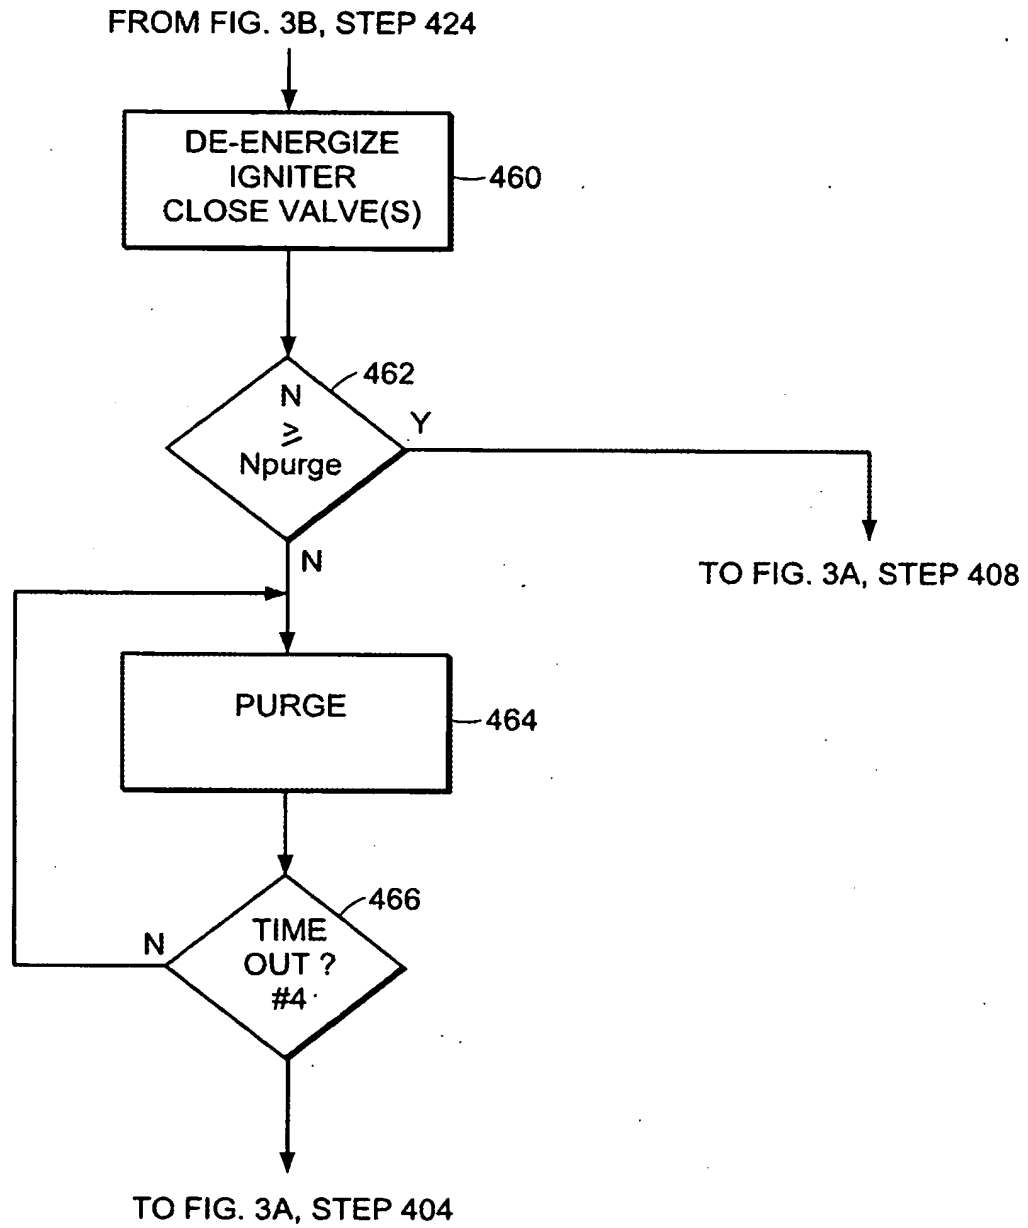 FROM FIG. 3B, STEP 424
DE-ENERGIZE
IGNITER
CLOSE VALVE(S)
460
462
N
≥
Npurge
Y
N
TO FIG. 3A, STEP 408
PURGE
464
466
TIME
OUT ?
#4
N
TO FIG. 3A, STEP 404